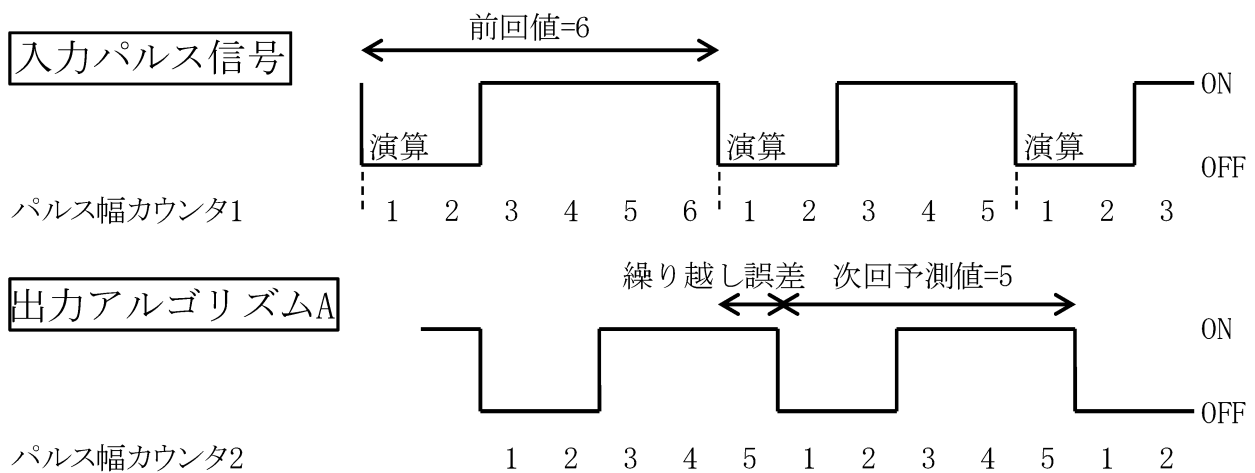 前回値=6
入力パルス信号
ON
演算 演算 演算
OFF
パルス幅カウンタ1 1 2 3 4 5 6 1 2 3 4 5 1 2 3
繰り越し誤差 次回予測値=5
出力アルゴリズムA
ON
OFF
パルス幅カウンタ2 1 2 3 4 5 1 2 3 4 5 1 2